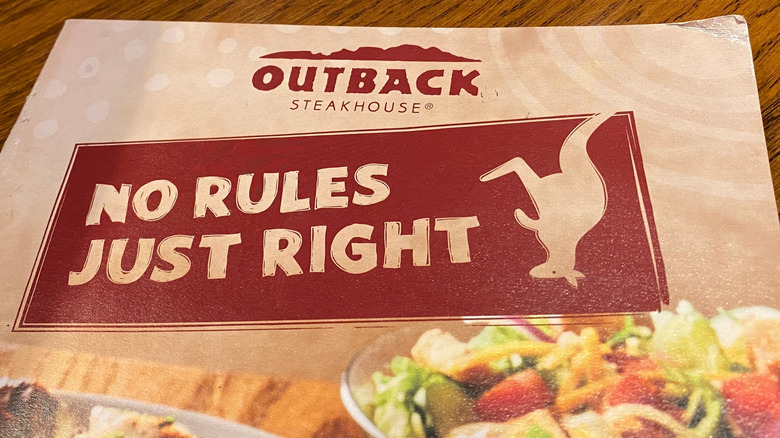 OUTBACK
STEAKHOUSE®
NO RULES
JUST RIGHT